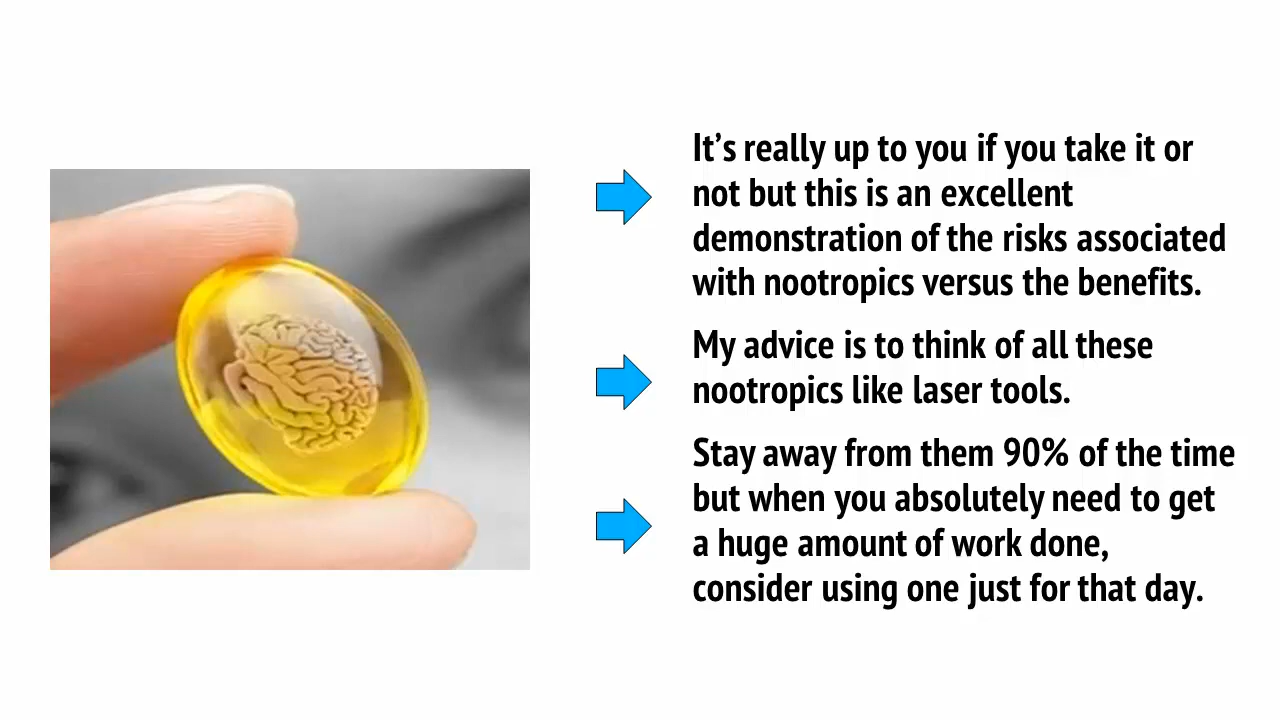 It’s really up to you if you take it or
not but this is an excellent
demonstration of the risks associated
with nootropics versus the benefits.
My advice is to think of all these
nootropics like laser tools.
Stay away from them 90% of the time
but when you absolutely need to get
a huge amount of work done,
consider using one just for that day.